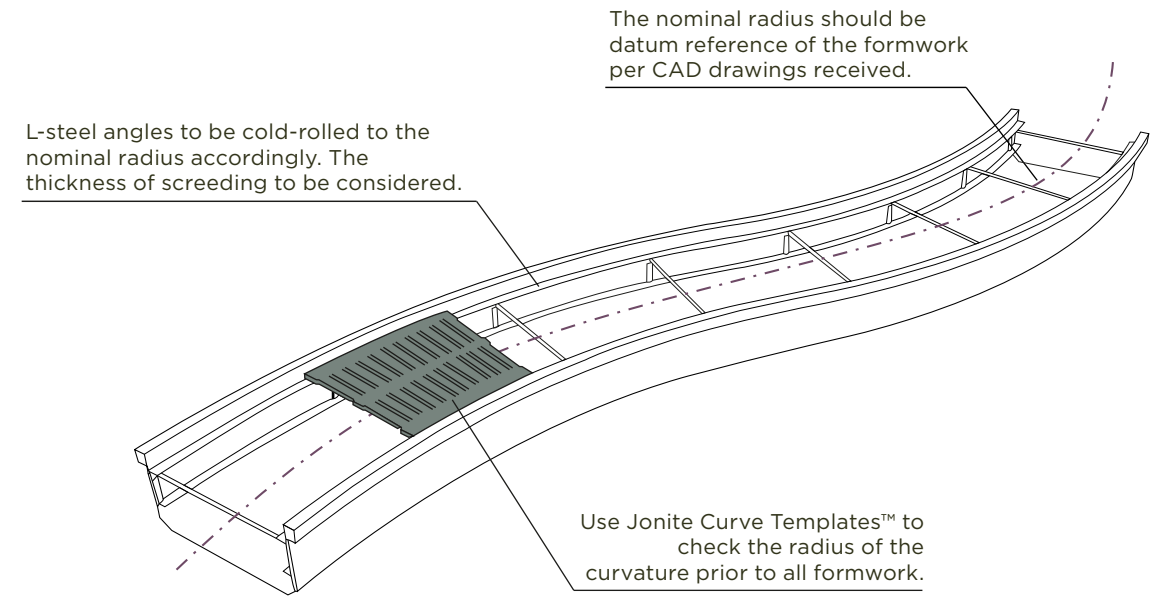 The nominal radius should be
datum reference of the formwork
per CAD drawings received.
L-steel angles to be cold-rolled to the
nominal radius accordingly. The
thickness of screeding to be considered.
Use Jonite Curve Templates™ to
check the radius of the
curvature prior to all formwork.